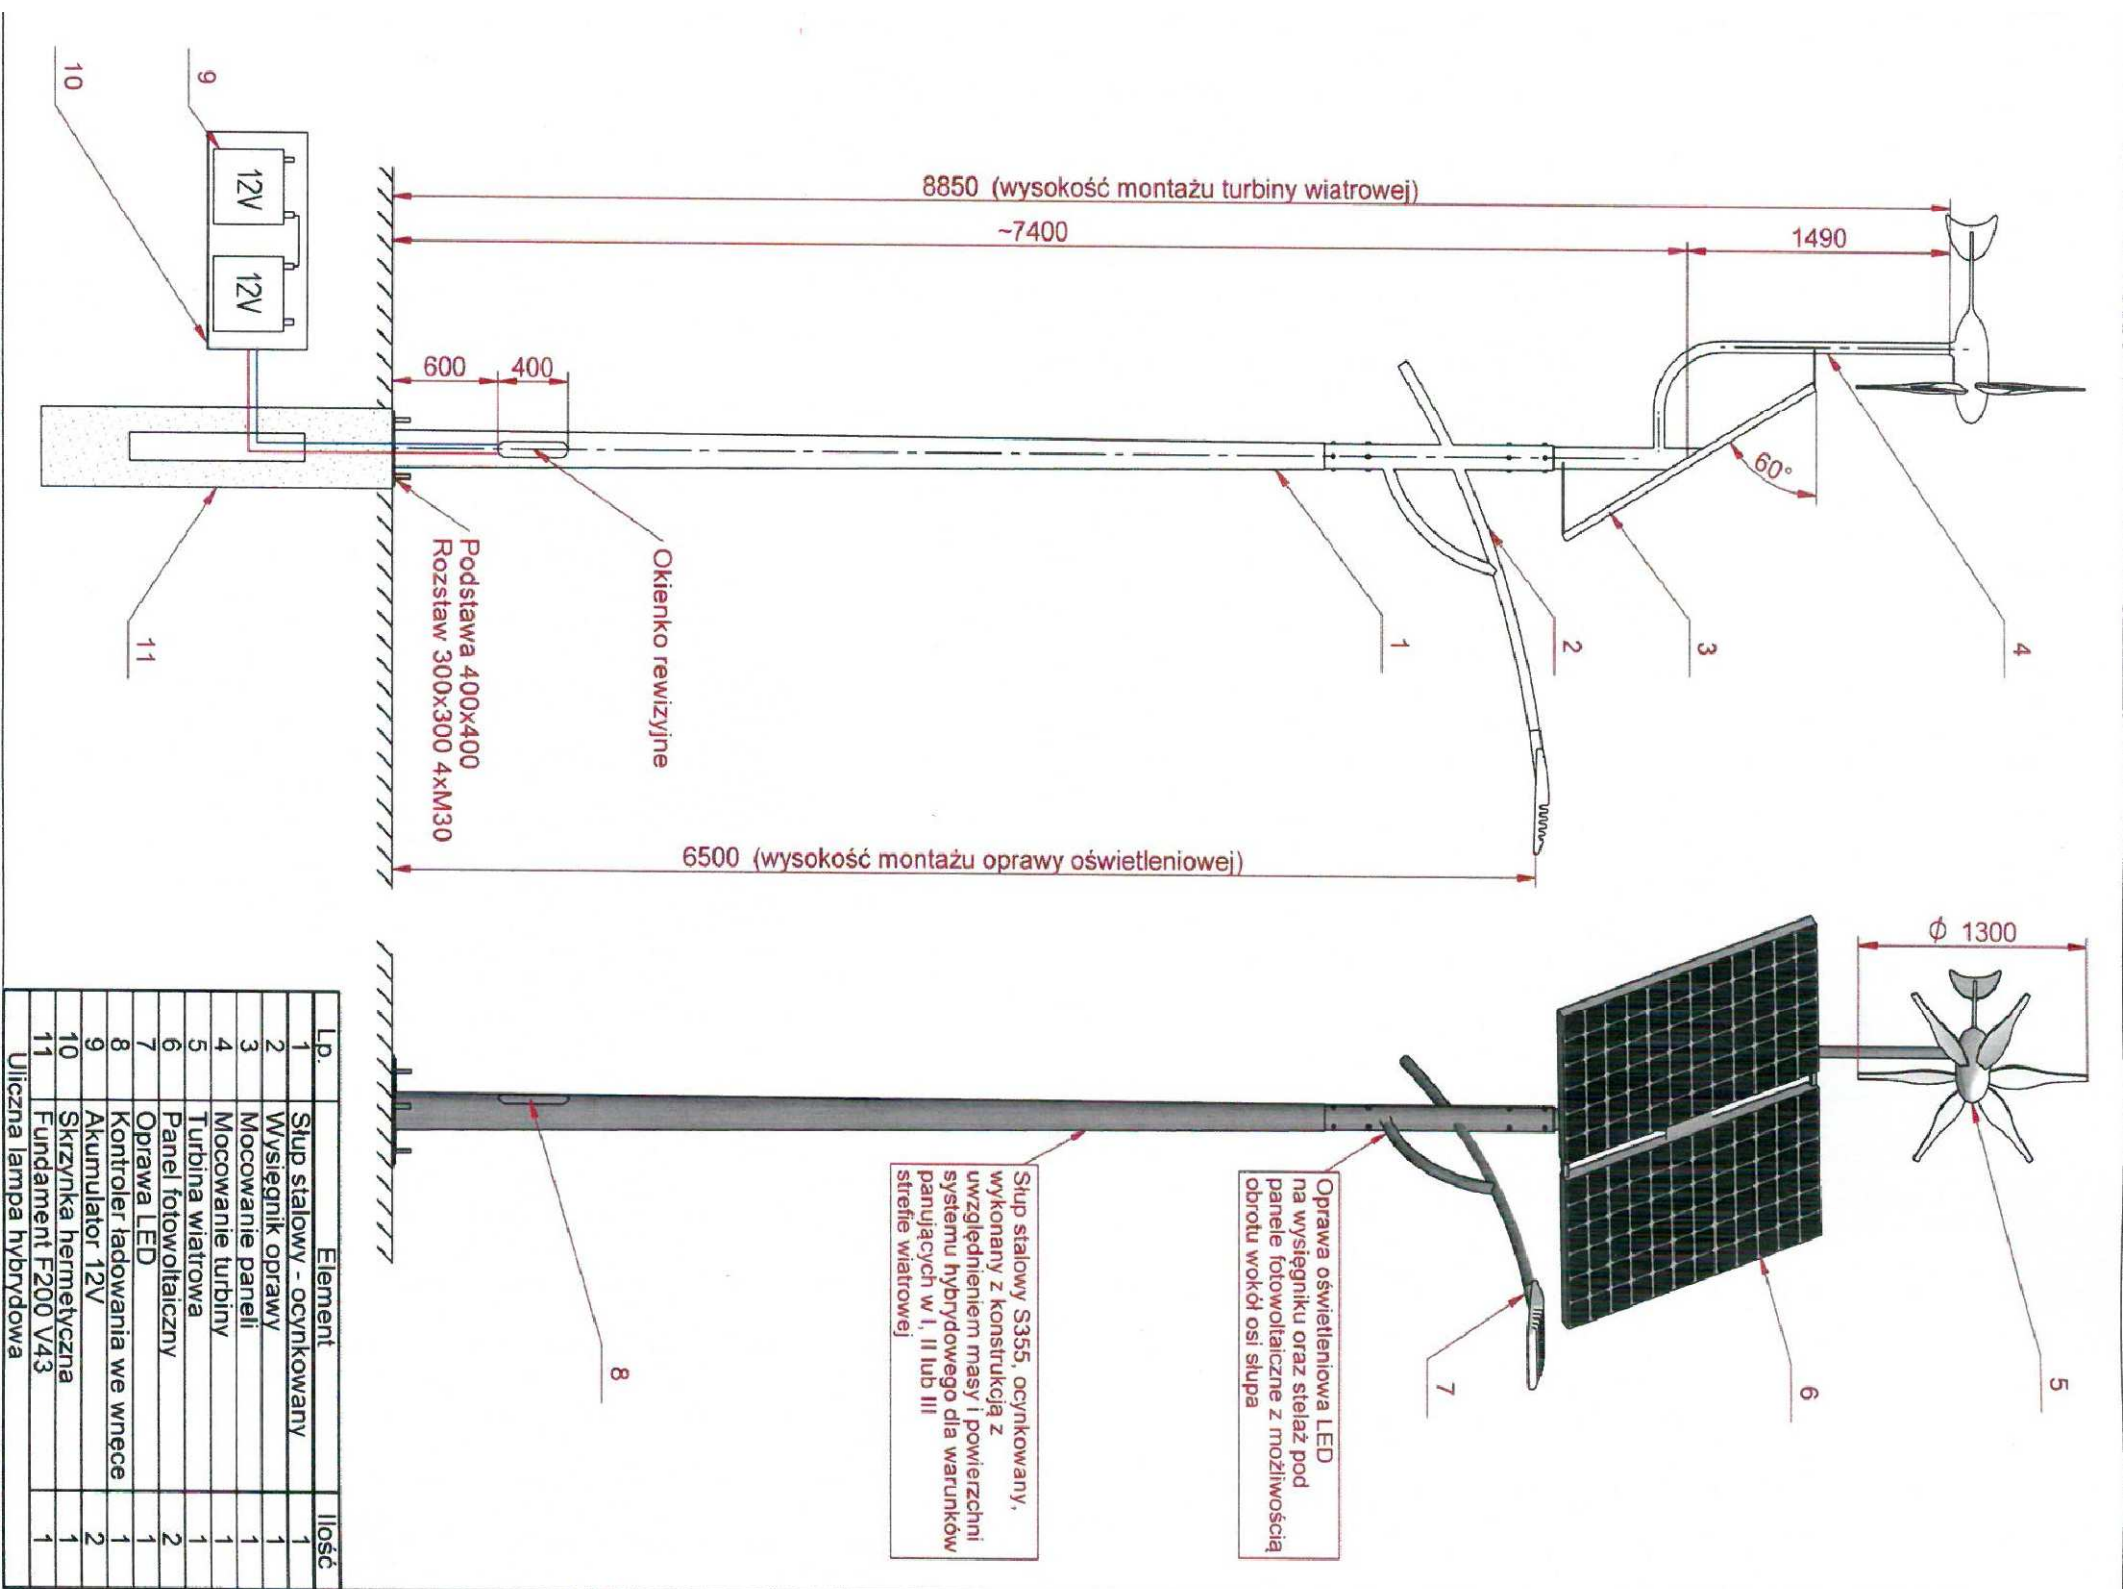 8850 (wysokość montażu turbiny wiatrowej)
~7400
1490
600
400
60°
12V
12V
9
10
11
1
2
3
4
Okienko rewizyjne
Podstawa 400x400
Rozstaw 300x300 4xM30
6500 (wysokość montażu oprawy oświetleniowej)
ϕ 1300
5
6
7
8
Oprawa oświetleniowa LED
na wysięgniku oraz stelaż pod
panele fotowoltaiczne z możliwością
obrotu wokół osi słupa
Słup stalowy S355, ocynkowany,
wykonany z konstrukcją z
uwzględnieniem masy i powierzchni
systemu hybrydowego dla warunków
panujących w I, II lub III
strefie wiatrowej
Lp. Element Ilość
1 Słup stalowy - ocynkowany 1
2 Wysięgnik oprawy 1
3 Mocowanie paneli 1
4 Mocowanie turbiny 1
5 Turbina wiatrowa 1
6 Panel fotowoltaiczny 2
7 Oprawa LED 1
8 Kontroler ładowania we wnęce 1
9 Akumulator 12V 2
10 Skrzynka hermetyczna 1
11 Fundament F200 V43 1
Uliczna lampa hybrydowa